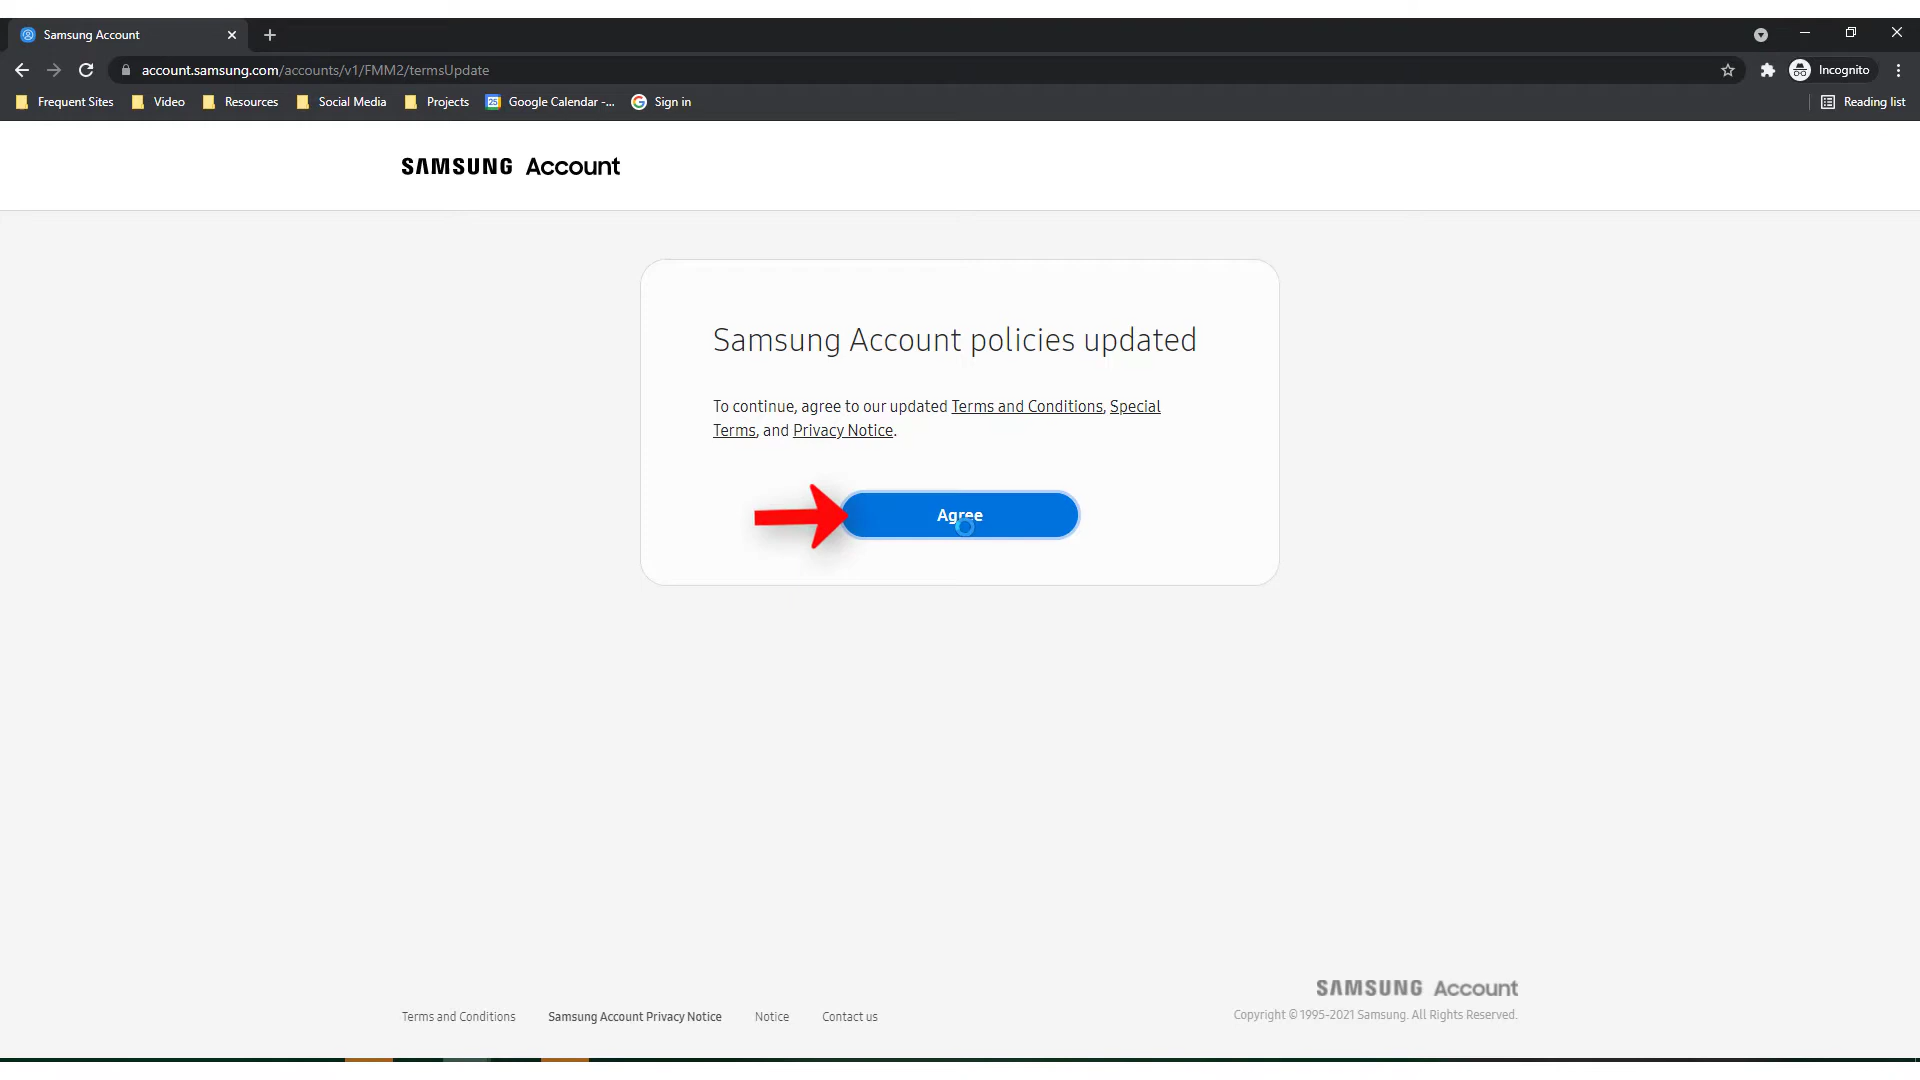 Samsung Account
account.samsung.com/accounts/v1/FMM2/termsUpdate
Incognito
Frequent Sites
Video
Resources
Social Media
Projects
25
Google Calendar -...
G
Sign in
Reading list
SAMSUNG Account
Samsung Account policies updated
To continue, agree to our updated Terms and Conditions, Special
Terms, and Privacy Notice.
Agree
SAMSUNG Account
Terms and Conditions
Samsung Account Privacy Notice
Notice
Contact us
Copyright © 1995-2021 Samsung. All Rights Reserved.